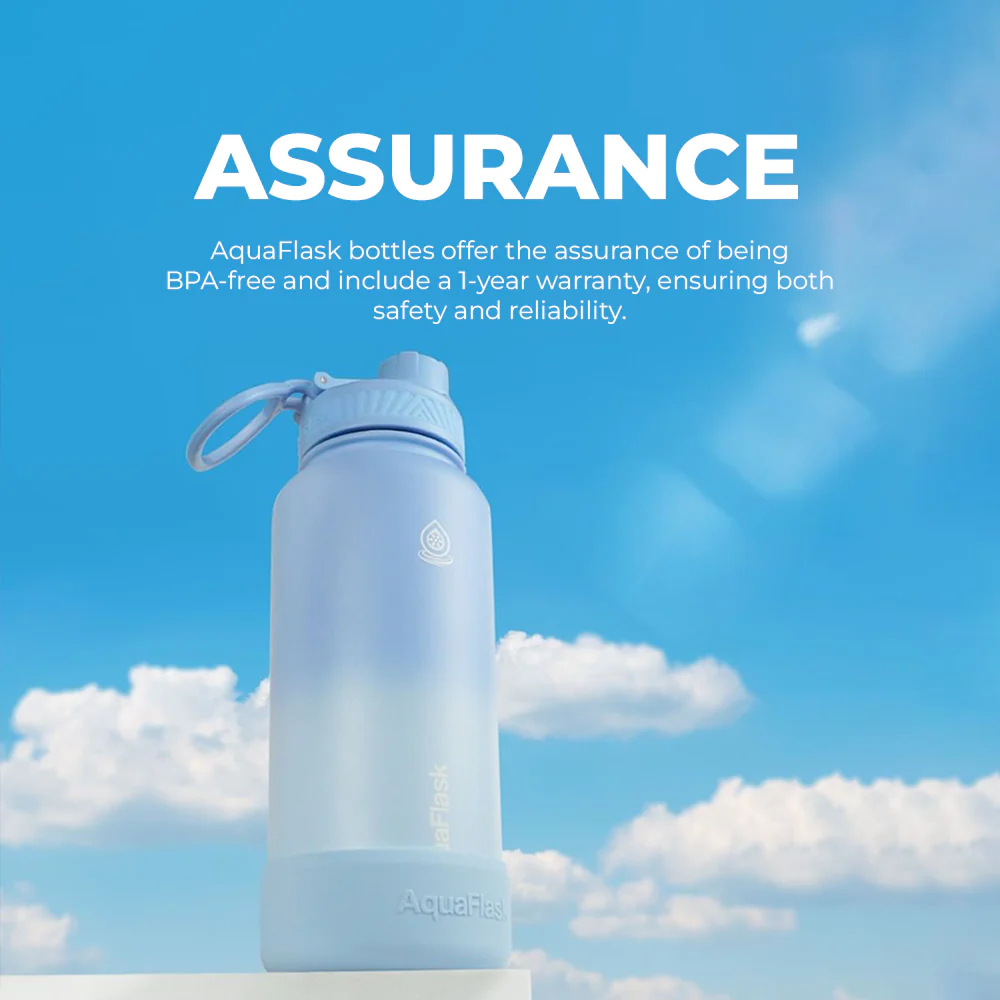 ASSURANCE
AquaFlask bottles offer the assurance of being
BPA-free and include a 1-year warranty, ensuring both
safety and reliability.
aFlask
AquaFlask